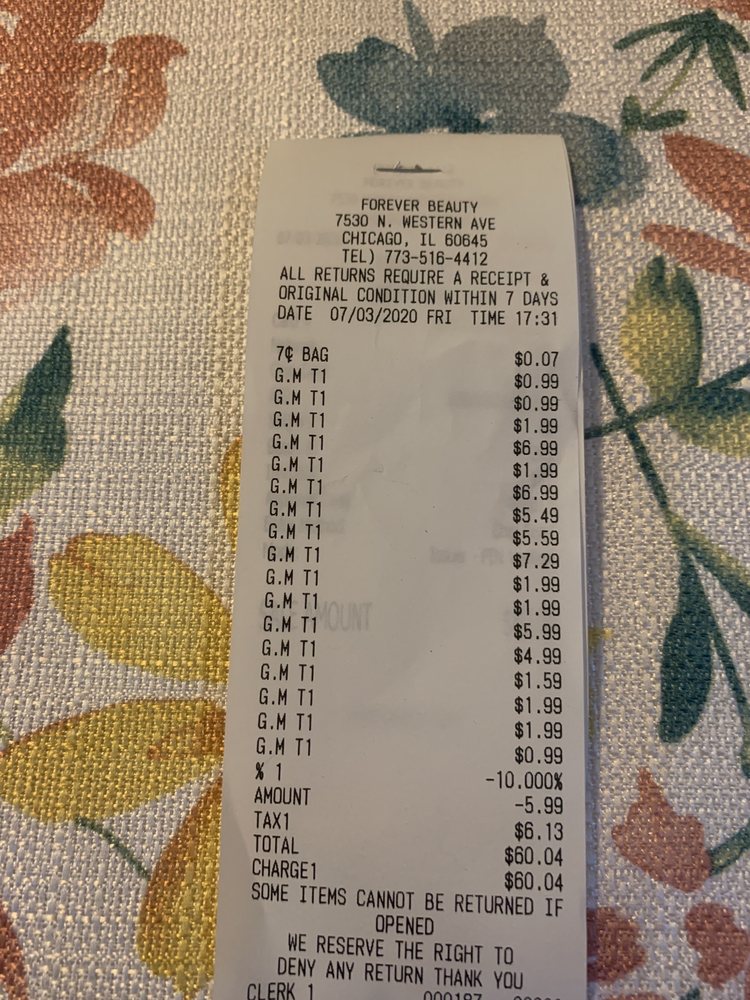 FOREVER BEAUTY
7530 N. WESTERN AVE
CHICAGO, IL 60645
TEL) 773-516-4412
ALL RETURNS REQUIRE A RECEIPT &
ORIGINAL CONDITION WITHIN 7 DAYS
DATE 07/03/2020 FRI TIME 17:31
7¢ BAG $0.07
G.M T1 $0.99
G.M T1 $0.99
G.M T1 $1.99
G.M T1 $6.99
G.M T1 $1.99
G.M T1 $6.99
G.M T1 $5.49
G.M T1 $5.59
G.M T1 $7.29
G.M T1 $1.99
G.M T1 $1.99
G.M T1 $5.99
G.M T1 $4.99
G.M T1 $1.59
G.M T1 $1.99
G.M T1 $1.99
G.M T1 $0.99
% 1 -10.000%
AMOUNT -5.99
TAX1 $6.13
TOTAL $60.04
CHARGE1 $60.04
SOME ITEMS CANNOT BE RETURNED IF
OPENED
WE RESERVE THE RIGHT TO
DENY ANY RETURN THANK YOU
CLERK 1